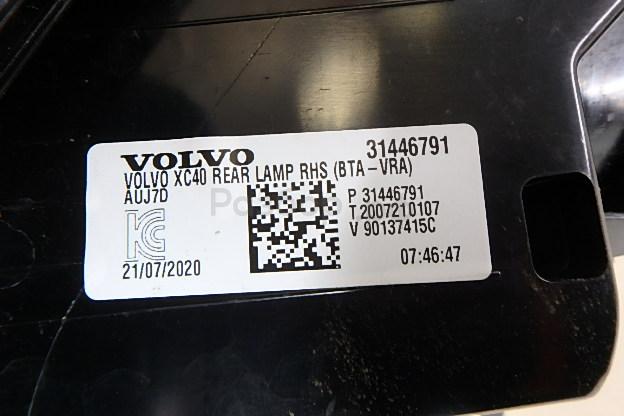 VOLVO 31446791
VOLVO XC40 REAR LAMP RHS (BTA-VRA)
AUJ7D
P 31446791
T 2007210107
V 90137415C
KC
21/07/2020
07:46:47